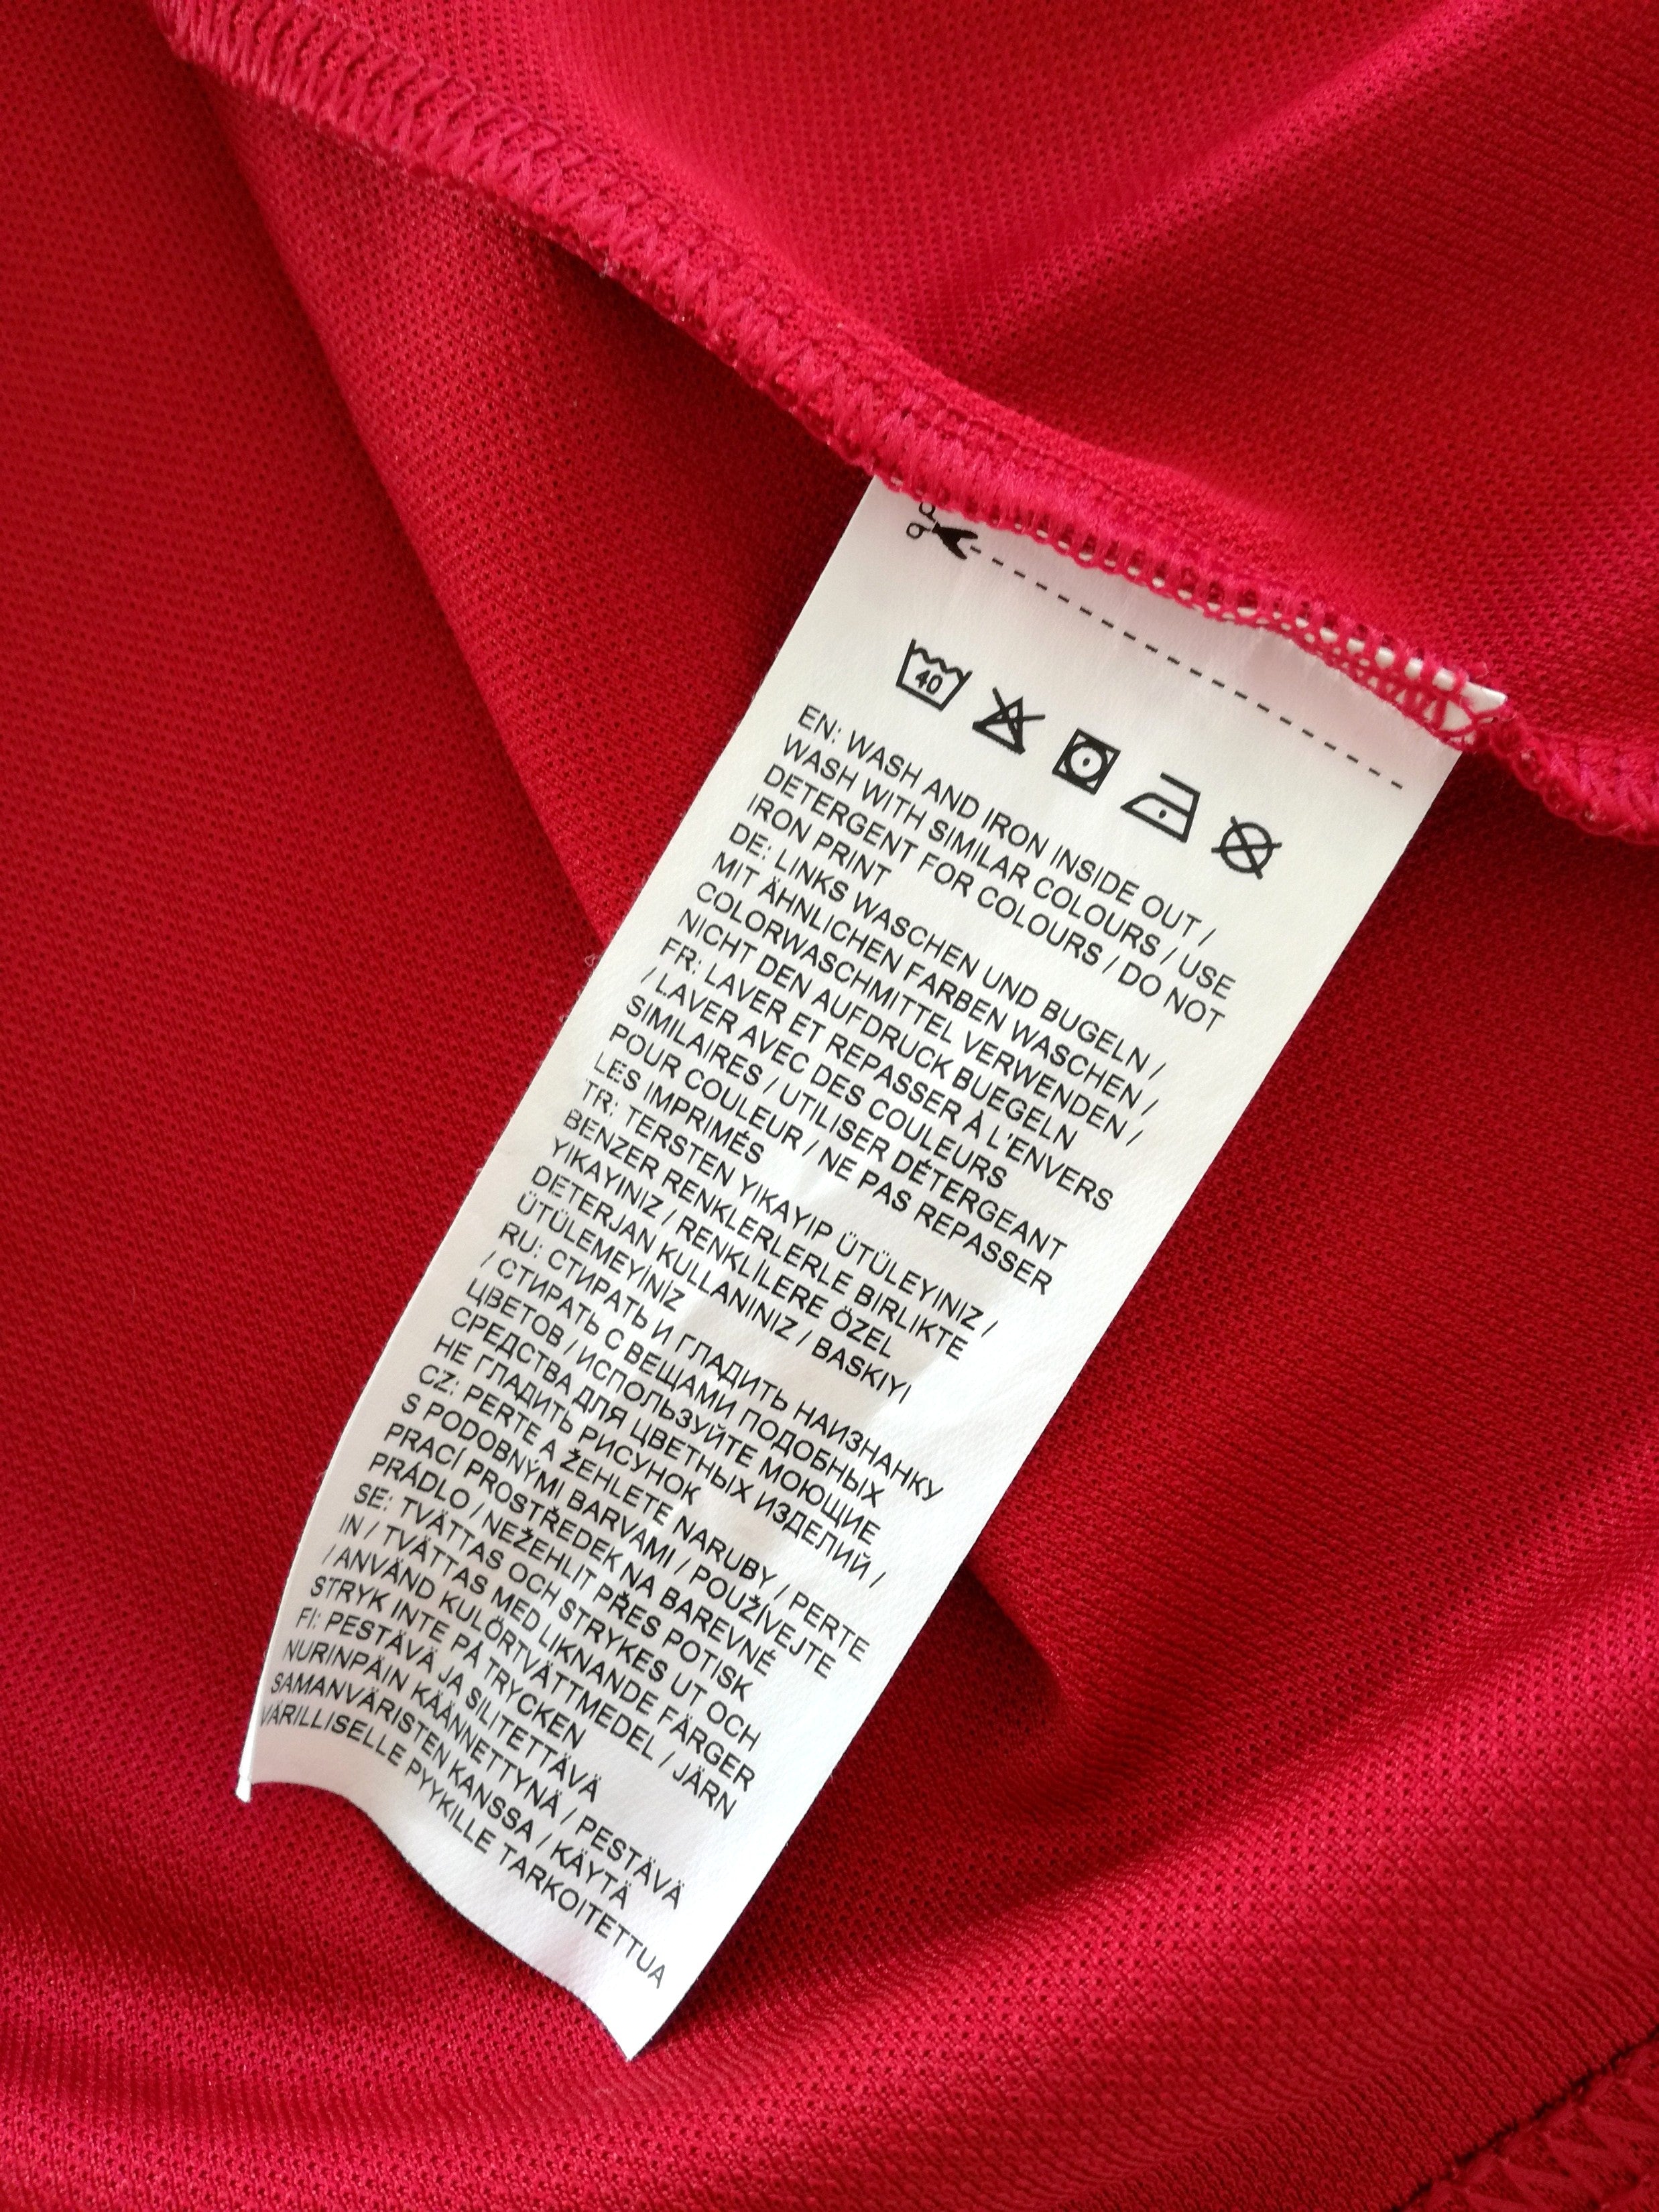 40
EN: WASH AND IRON INSIDE OUT /
WASH WITH SIMILAR COLOURS / USE
DETERGENT FOR COLOURS / DO NOT
IRON PRINT
DE: LINKS WASCHEN UND BUGELN /
MIT ÄHNLICHEN FARBEN WASCHEN /
COLORWASCHMITTEL VERWENDEN /
NICHT DEN AUFDRUCK BUEGELN
FR: LAVER ET REPASSER À L'ENVERS
/ LAVER AVEC DES COULEURS
SIMILAIRES / UTILISER DÉTERGEANT
POUR COULEUR / NE PAS REPASSER
LES IMPRIMÉS
TR: TERSTEN YIKAYIP ÜTÜLEYINIZ /
BENZER RENKLERLERLE BIRLIKTE
YIKAYINIZ / RENKLİLERE ÖZEL
DETERJAN KULLANINIZ / BASKIYI
ÜTÜLEMEYINİZ
RU: СТИРАТЬ И ГЛАДИТЬ НАИЗНАНКУ
/ СТИРАТЬ С ВЕЩАМИ ПОДОБНЫХ
ЦВЕТОВ / ИСПОЛЬЗУЙТЕ МОЮЩИЕ
СРЕДСТВА ДЛЯ ЦВЕТНЫХ ИЗДЕЛИЙ /
НЕ ГЛАДИТЬ РИСУНОК
CZ: PERTE A ŽEHLETE NARUBY / PERTE
S PODOBNÝMI BARVAMI / POUŽÍVEJTE
PRACÍ PROSTŘEDEK NA BAREVNÉ
PRÁDLO / NEŽEHLIT PŘES POTISK
SE: TVÄTTAS OCH STRYKES UT OCH
IN / TVÄTTAS MED LIKNANDE FÄRGER
/ ANVÄND KULÖRTVÄTTMEDEL / JÄRN
STRYK INTE PÅ TRYCKEN
FI: PESTÄVÄ JA SILITETTÄVÄ
NURINPÄIN KÄÄNNETTYNÄ / PESTÄVÄ
SAMANVÄRISTEN KANSSA / KÄYTÄ
VÄRILLISELLE PYYKILLE TARKOITETTUA